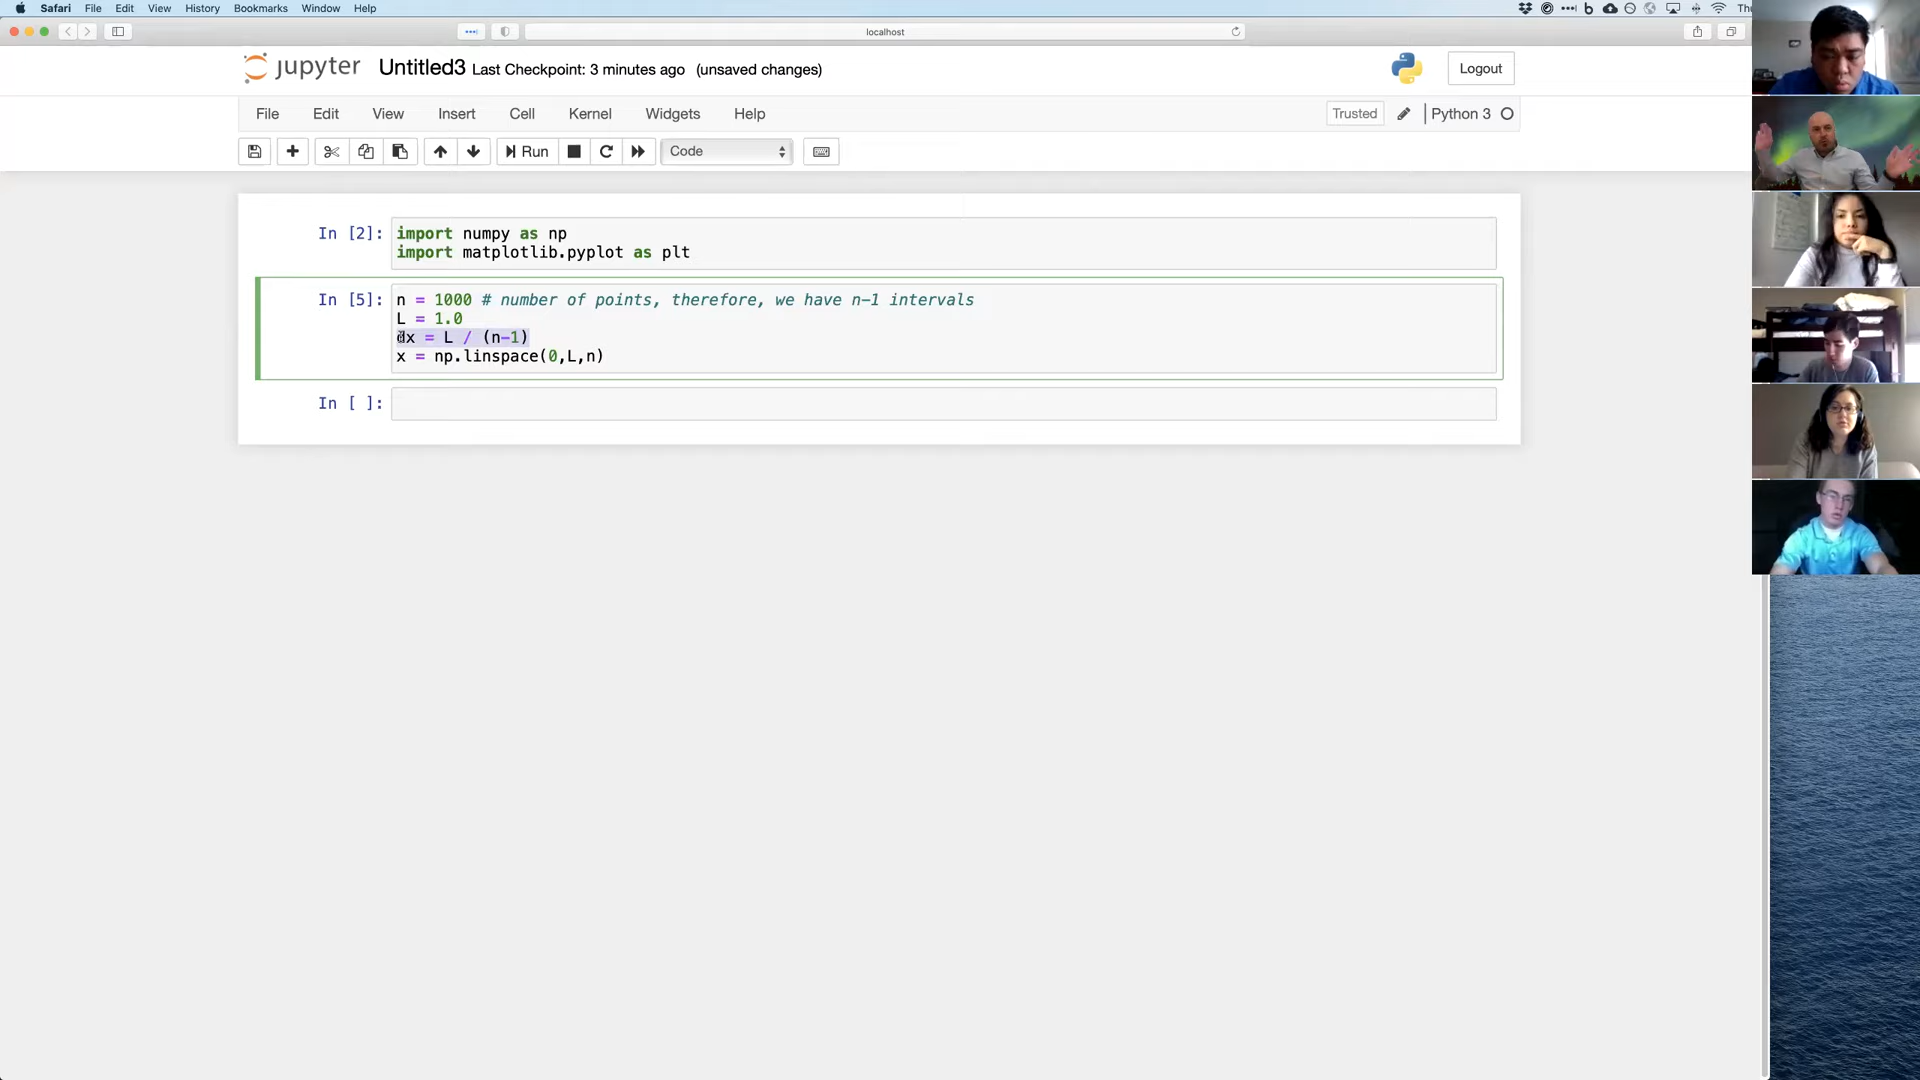 Safari File Edit View History Bookmarks Window Help
localhost
jupyter Untitled3 Last Checkpoint: 3 minutes ago (unsaved changes)
Logout
File Edit View Insert Cell Kernel Widgets Help
Trusted Python 3
Run Code
In [2]: import numpy as np
import matplotlib.pyplot as plt
In [5]: n = 1000 # number of points, therefore, we have n-1 intervals
L = 1.0
dx = L / (n-1)
x = np.linspace(0,L,n)
In [ ]: